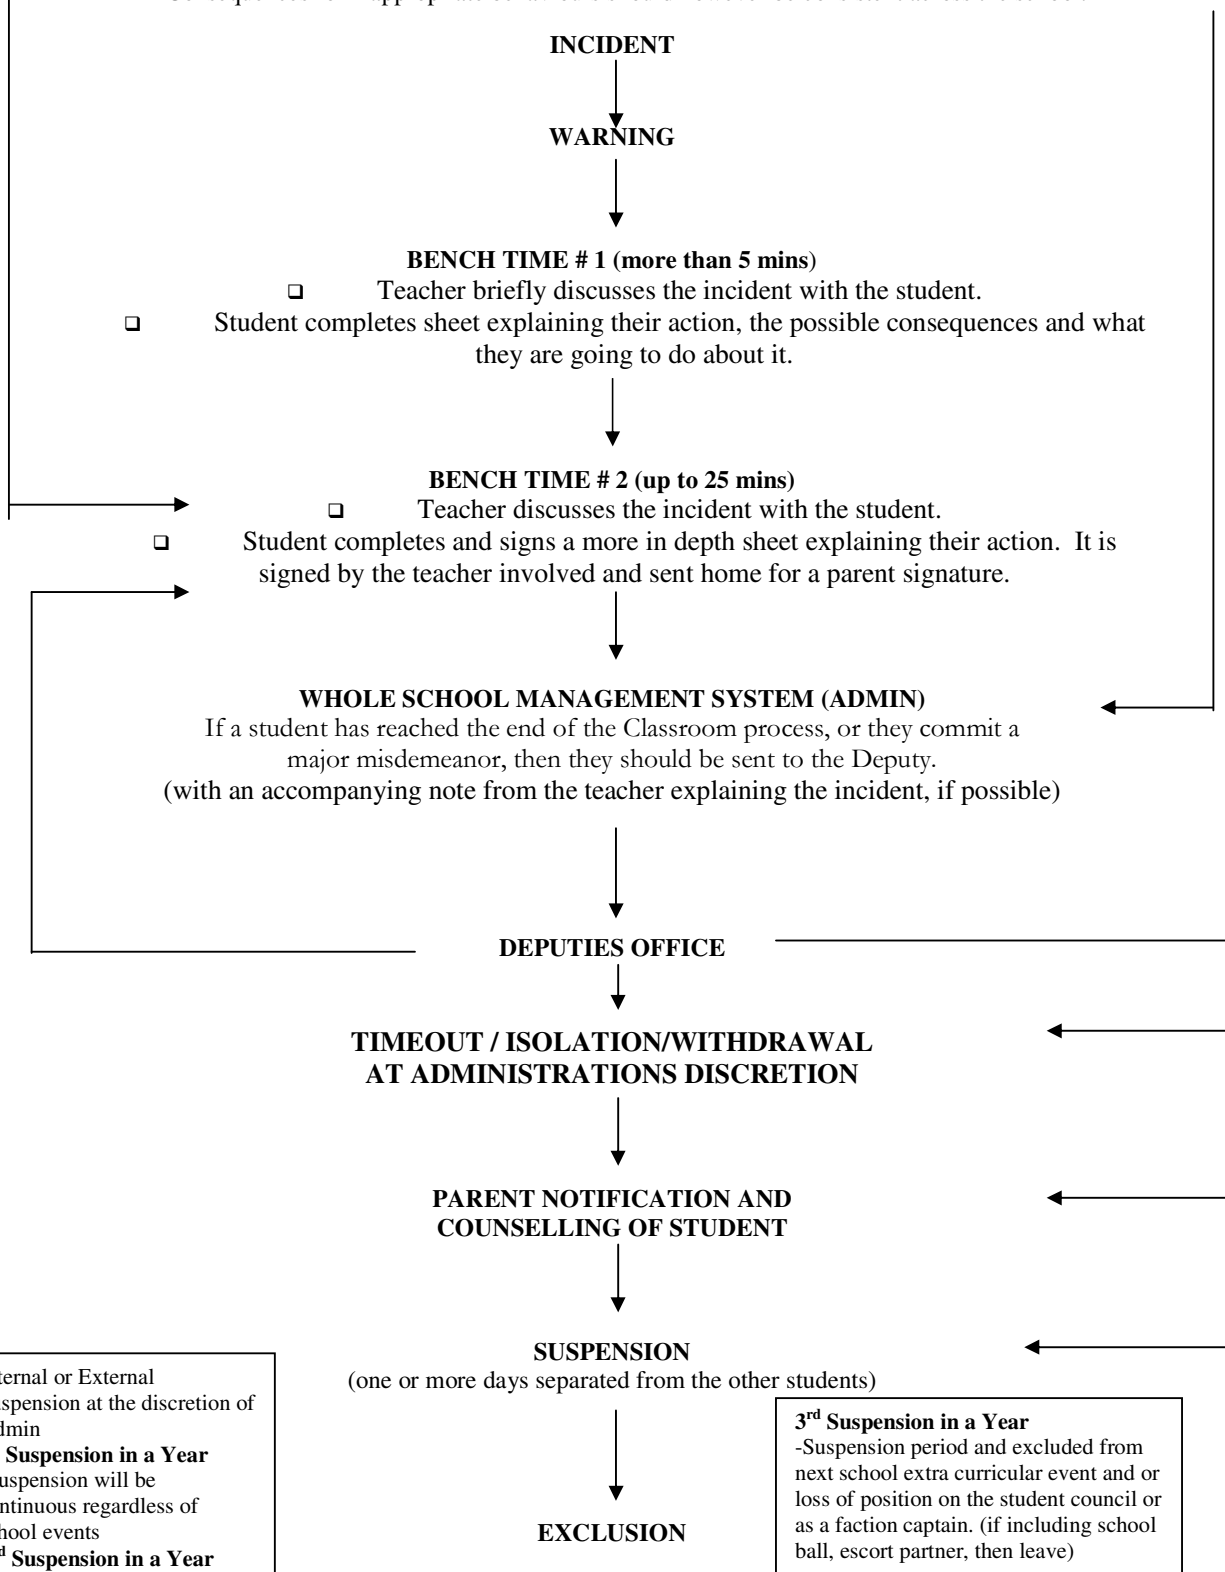 INCIDENT
WARNING
BENCH TIME # 1 (more than 5 mins)
❑ Teacher briefly discusses the incident with the student.
❑ Student completes sheet explaining their action, the possible consequences and what
they are going to do about it.
BENCH TIME # 2 (up to 25 mins)
❑ Teacher discusses the incident with the student.
❑ Student completes and signs a more in depth sheet explaining their action. It is
signed by the teacher involved and sent home for a parent signature.
WHOLE SCHOOL MANAGEMENT SYSTEM (ADMIN)
If a student has reached the end of the Classroom process, or they commit a
major misdemeanor, then they should be sent to the Deputy.
(with an accompanying note from the teacher explaining the incident, if possible)
DEPUTIES OFFICE
TIMEOUT / ISOLATION/WITHDRAWAL
AT ADMINISTRATIONS DISCRETION
PARENT NOTIFICATION AND
COUNSELLING OF STUDENT
SUSPENSION
(one or more days separated from the other students)
EXCLUSION
or External
at the discretion of
Suspension in a Year
will be
regardless of
events
Suspension in a Year
3rd Suspension in a Year
-Suspension period and excluded from
next school extra curricular event and or
loss of position on the student council or
as a faction captain. (if including school
ball, escort partner, then leave)